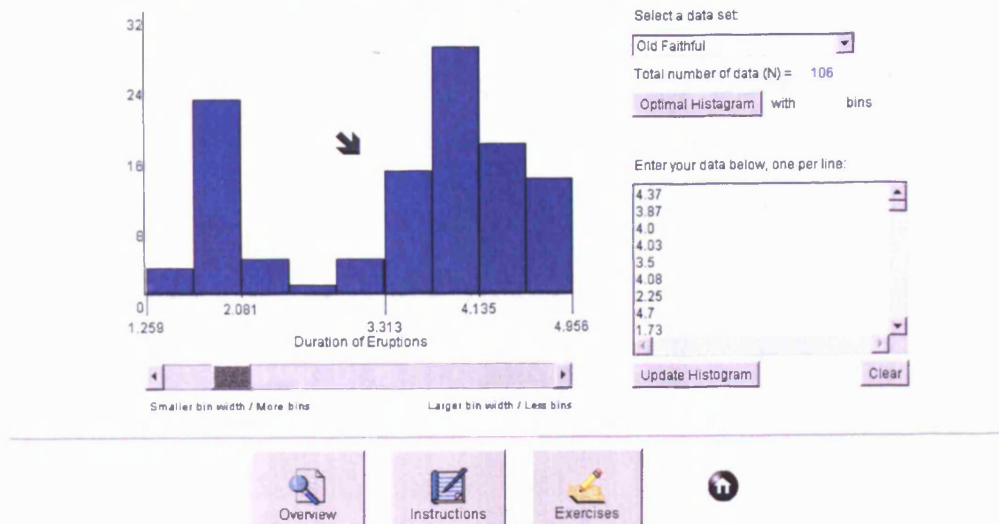 32
24
16
8
0
1.259
2.081
3.313
4.135
4.956
Duration of Eruptions
Smaller bin width / More bins
Larger bin width / Less bins
Select a data set:
Old Faithful
Total number of data (N) = 106
Optimal Histagram with bins
Enter your data below, one per line:
4.37
3.87
4.0
4.03
3.5
4.08
2.25
4.7
1.73
Update Histogram
Clear
Overview
Instructions
Exercises